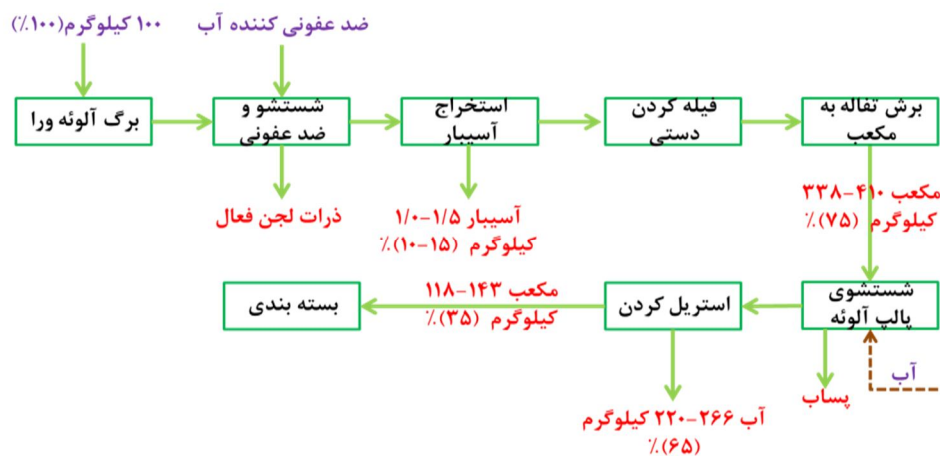 ۱۰۰ کیلوگرم(۱۰۰٪)
ضد عفونی کننده آب
برگ آلوئه ورا
شستشو و
ضد عفونی
استخراج
آسیبار
فیله کردن
دستی
برش تفاله به
مکعب
ذرات لجن فعال
آسیبار ۱/۵-۱/۰
کیلوگرم (۱۵-۱۰)٪
مکعب ۴۱۰-۳۳۸
کیلوگرم (۷۵)٪
شستشوی
پالپ آلوئه
استریل کردن
مکعب ۱۴۳-۱۱۸
کیلوگرم (۳۵)٪
بسته بندی
آب
پساب
آب ۲۶۶-۲۲۰ کیلوگرم
(۶۵)٪